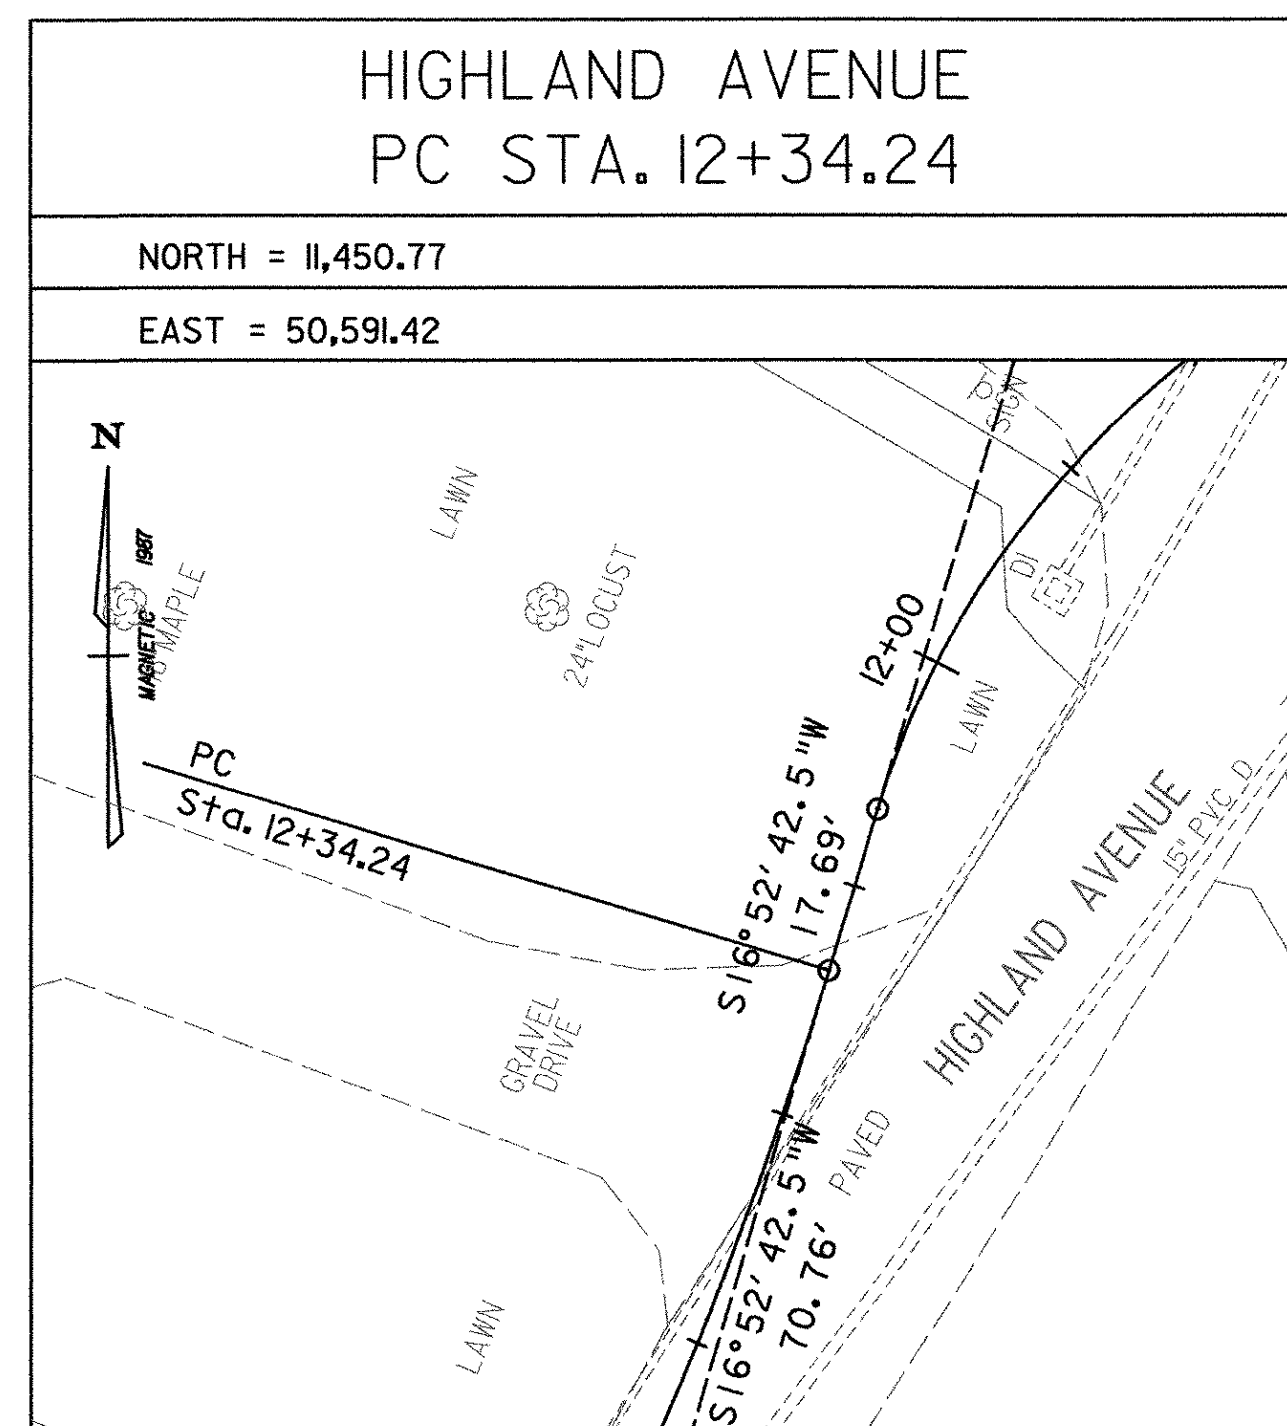 HIGHLAND AVENUE
PC STA. 12+34.24
NORTH = 11,450.77
EAST = 50,591.42
N
MAGNETIC 1987
MAPLE
LAWN
24" LOCUST
SIGN
DI
12+00
LAWN
PC
Sta. 12+34.24
S16°52'42.5"W
17.69'
HIGHLAND AVENUE
15" PVC D
GRAVEL
DRIVE
PAVED
S16°52'42.5"W
70.76'
LAWN